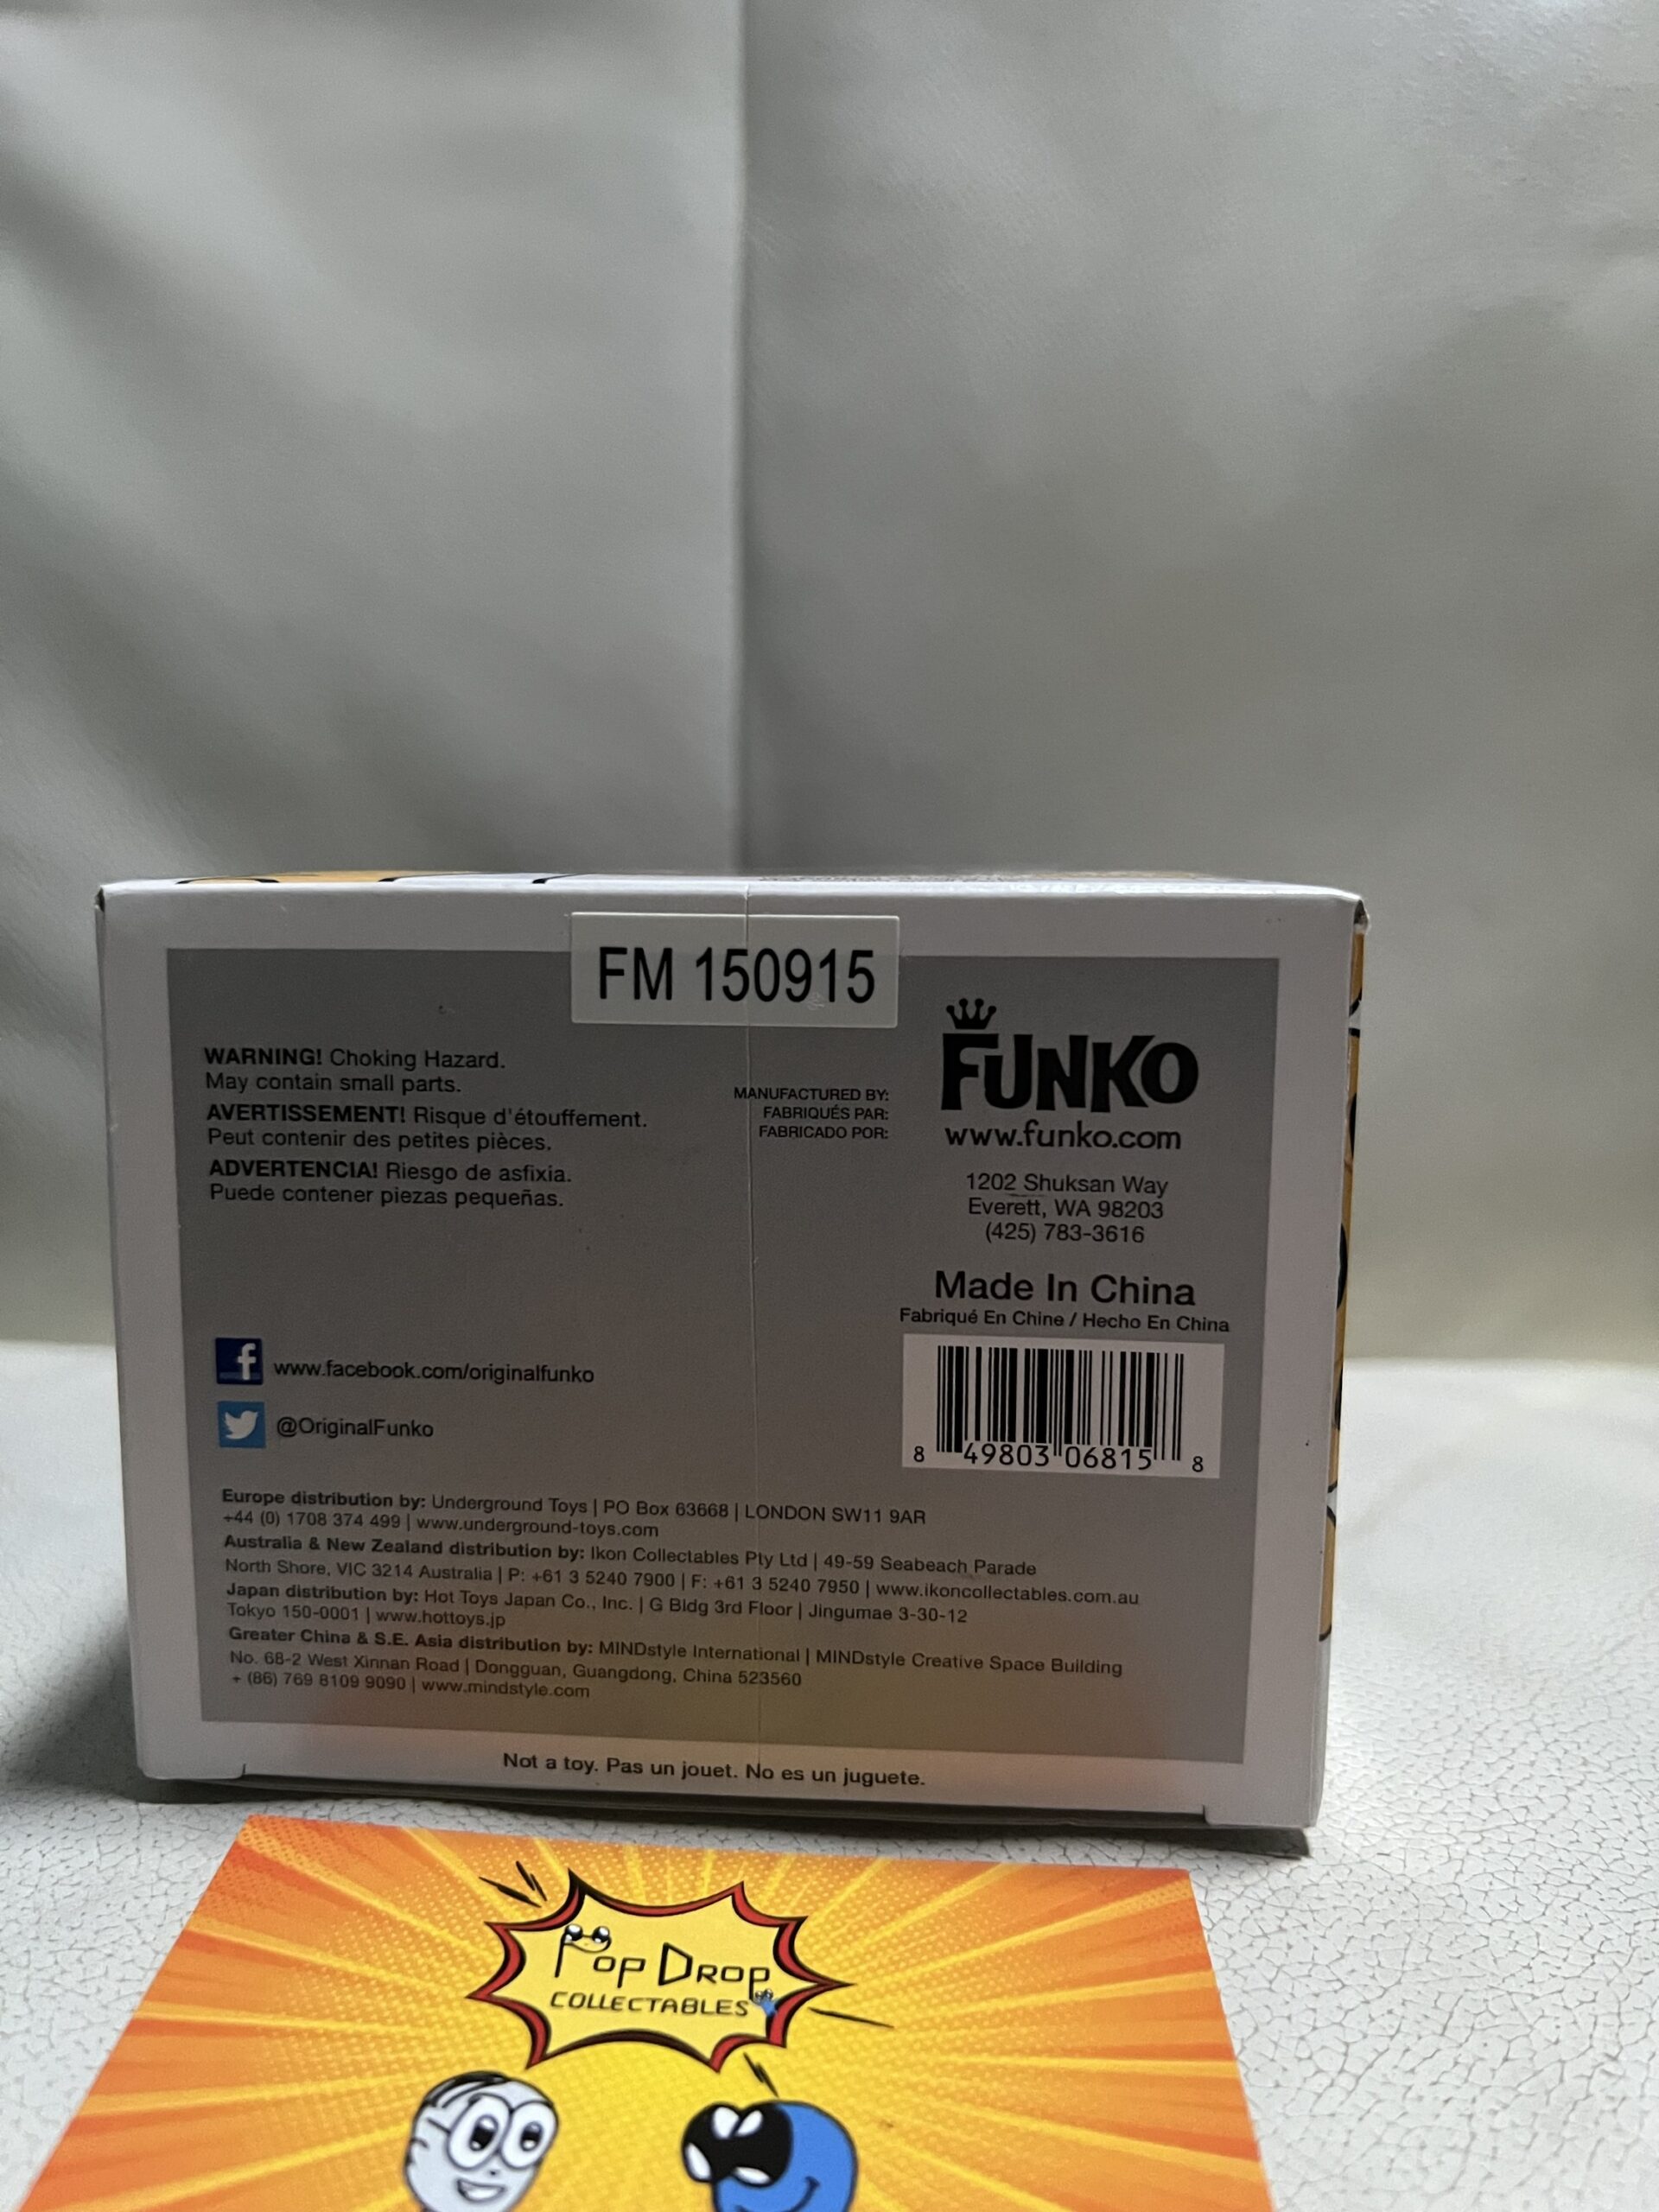 FM 150915
WARNING! Choking Hazard.
May contain small parts.
AVERTISSEMENT! Risque d'étouffement.
Peut contenir des petites pièces.
ADVERTENCIA! Riesgo de asfixia.
Puede contener piezas pequeñas.
MANUFACTURED BY:
FABRIQUÉS PAR:
FABRICADO POR:
FUNKO
www.funko.com
1202 Shuksan Way
Everett, WA 98203
(425) 783-3616
Made In China
Fabriqué En Chine / Hecho En China
8 49803 06815 8
f www.facebook.com/originalfunko
@OriginalFunko
Europe distribution by: Underground Toys | PO Box 63668 | LONDON SW11 9AR
+44 (0) 1708 374 499 | www.underground-toys.com
Australia & New Zealand distribution by: Ikon Collectables Pty Ltd | 49-59 Seabeach Parade
North Shore, VIC 3214 Australia | P: +61 3 5240 7900 | F: +61 3 5240 7950 | www.ikoncollectables.com.au
Japan distribution by: Hot Toys Japan Co., Inc. | G Bldg 3rd Floor | Jingumae 3-30-12
Tokyo 150-0001 | www.hottoys.jp
Greater China & S.E. Asia distribution by: MINDstyle International | MINDstyle Creative Space Building
No. 68-2 West Xinnan Road | Dongguan, Guangdong, China 523560
+ (86) 769 8109 9090 | www.mindstyle.com
Not a toy. Pas un jouet. No es un juguete.
POP DROP
COLLECTABLES